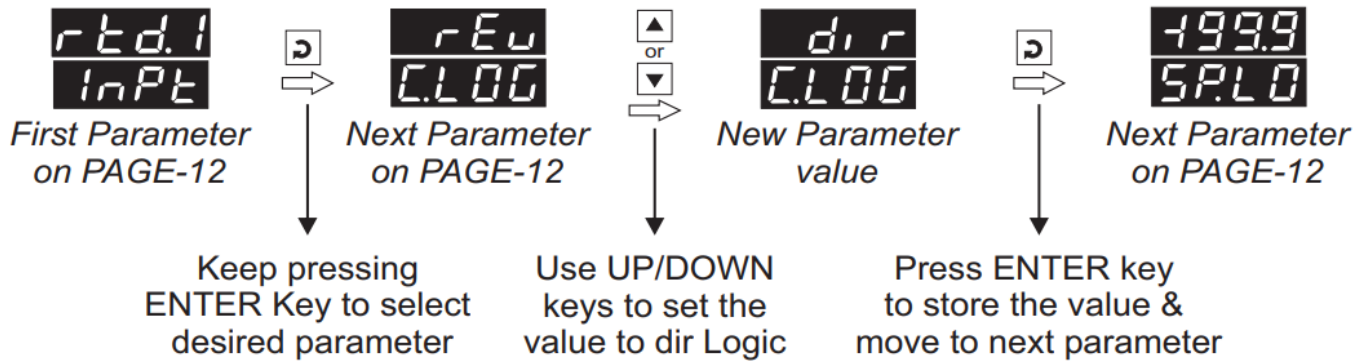 rtd.1
InPt
or
rEv
C.LOG
dir
C.LOG
-199.9
SP.LO
First Parameter
on PAGE-12
Next Parameter
on PAGE-12
New Parameter
value
Next Parameter
on PAGE-12
Keep pressing
ENTER Key to select
desired parameter
Use UP/DOWN
keys to set the
value to dir Logic
Press ENTER key
to store the value &
move to next parameter